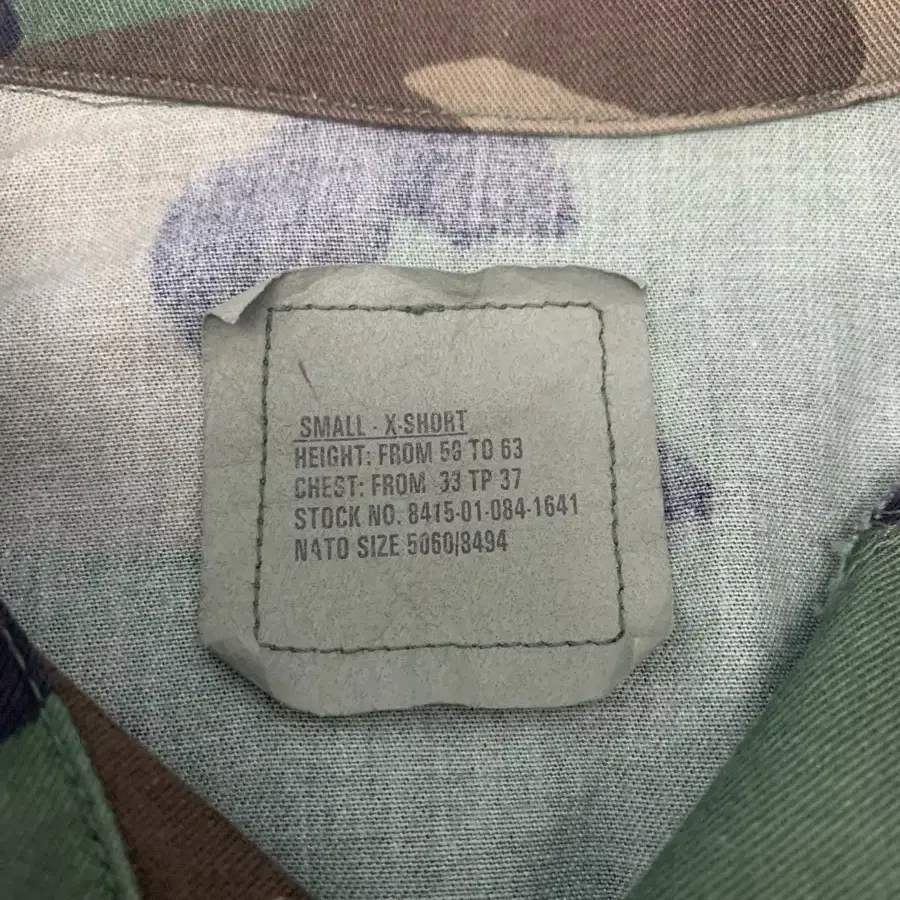 SMALL - X-SHORT
HEIGHT: FROM 59 TO 63
CHEST: FROM 33 TP 37
STOCK NO. 8415-01-084-1641
NATO SIZE 5060/8494